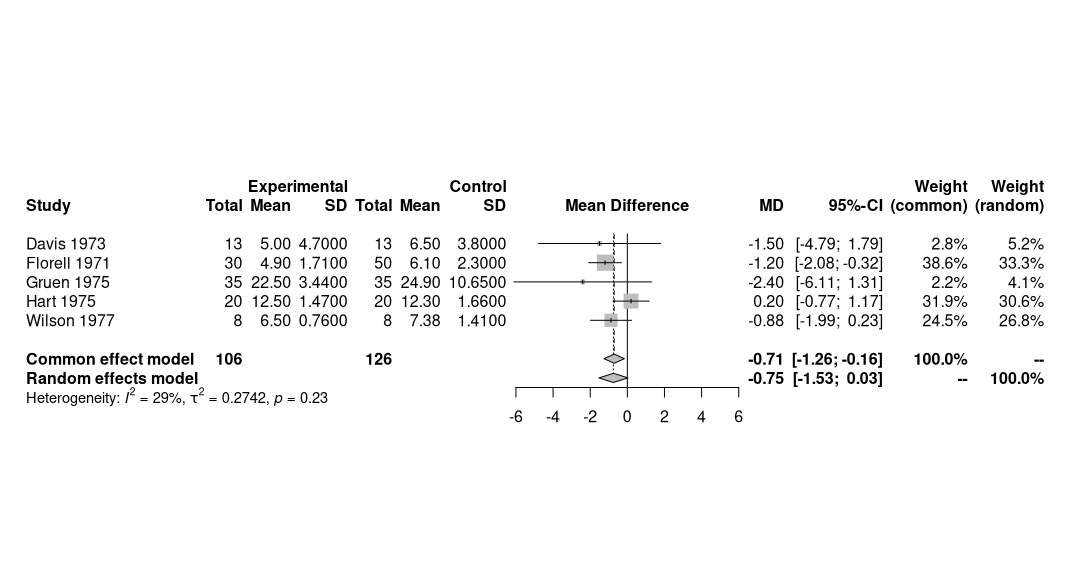 Experimental Control Weight Weight
Study Total Mean SD Total Mean SD Mean Difference MD 95%-CI (common) (random)
Davis 1973 13 5.00 4.7000 13 6.50 3.8000 -1.50 [-4.79; 1.79] 2.8% 5.2%
Florell 1971 30 4.90 1.7100 50 6.10 2.3000 -1.20 [-2.08; -0.32] 38.6% 33.3%
Gruen 1975 35 22.50 3.4400 35 24.90 10.6500 -2.40 [-6.11; 1.31] 2.2% 4.1%
Hart 1975 20 12.50 1.4700 20 12.30 1.6600 0.20 [-0.77; 1.17] 31.9% 30.6%
Wilson 1977 8 6.50 0.7600 8 7.38 1.4100 -0.88 [-1.99; 0.23] 24.5% 26.8%
Common effect model 106 126 -0.71 [-1.26; -0.16] 100.0% --
Random effects model -0.75 [-1.53; 0.03] -- 100.0%
Heterogeneity: I² = 29%, τ² = 0.2742, p = 0.23
-6 -4 -2 0 2 4 6